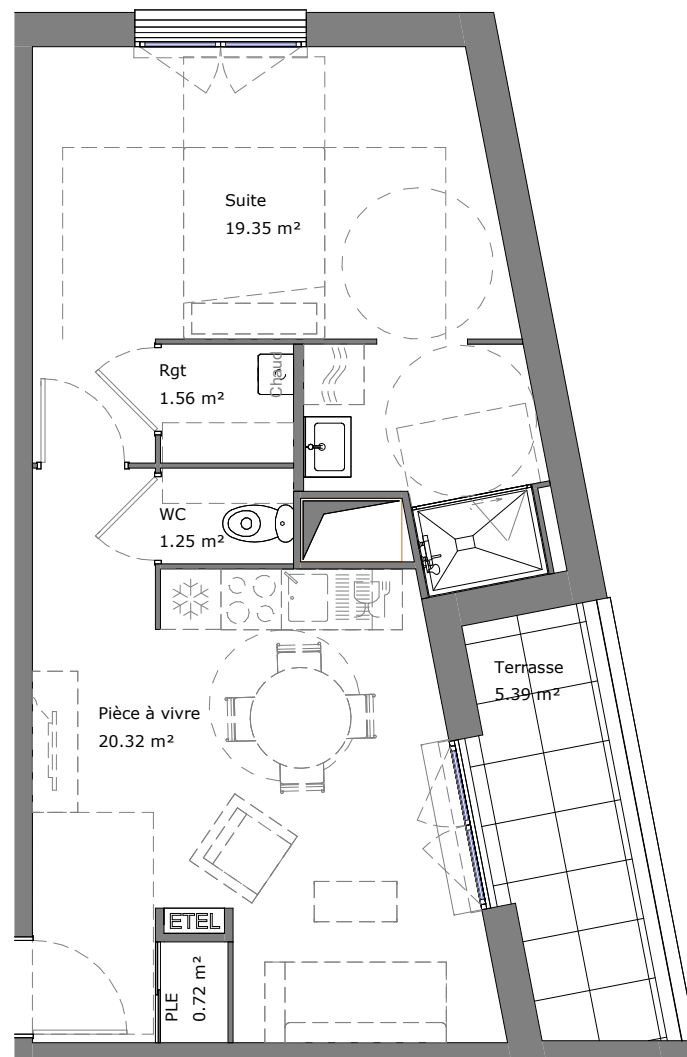 Suite
19.35 m²
Rgt
1.56 m²
Chaud
WC
1.25 m²
Terrasse
5.39 m²
Pièce à vivre
20.32 m²
ETEL
PLE
0.72 m²